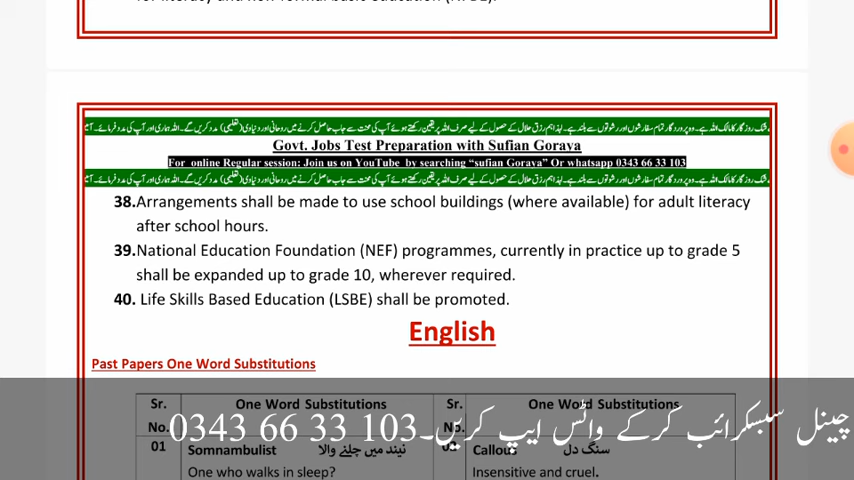 Govt. Jobs Test Preparation with Sufian Goraya
For online Regular session: Join us on YouTube by searching "sufian Goraya" Or whatsapp 0343 66 33 103
38.Arrangements shall be made to use school buildings (where available) for adult literacy
after school hours.
39.National Education Foundation (NEF) programmes, currently in practice up to grade 5
shall be expanded up to grade 10, wherever required.
40. Life Skills Based Education (LSBE) shall be promoted.
English
Past Papers One Word Substitutions
Sr. No. One Word Substitutions Sr. No. One Word Substitutions
چینل سبسکرائب کرکے واٹس ایپ کریں۔0343 66 33 103
01 Somnambulist نیند میں چلنے والا Callous سنگ دل
One who walks in sleep? Insensitive and cruel.